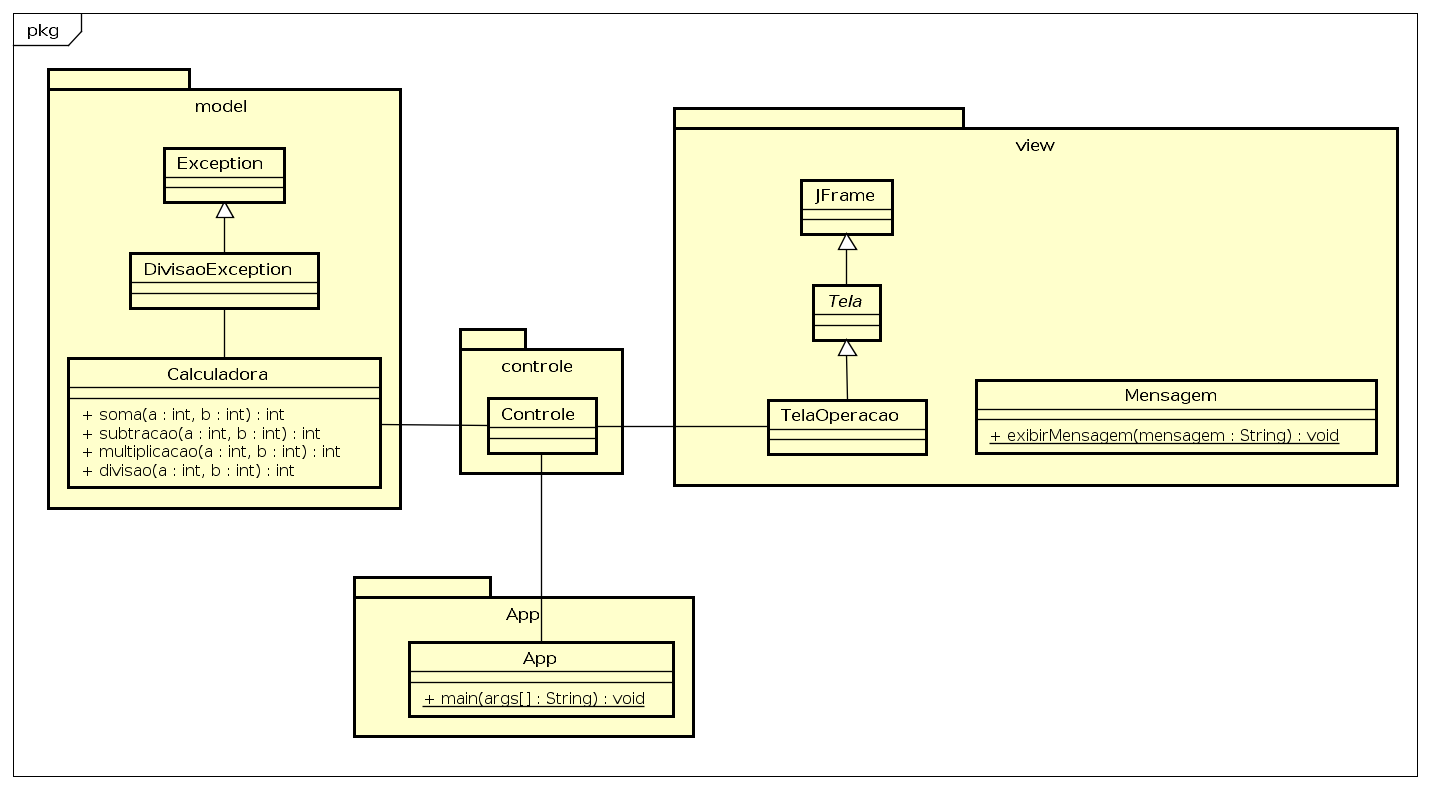 pkg
model
Exception
DivisaoException
Calculadora
+ soma(a : int, b : int) : int
+ subtracao(a : int, b : int) : int
+ multiplicacao(a : int, b : int) : int
+ divisao(a : int, b : int) : int
controle
Controle
view
JFrame
Tela
TelaOperacao
Mensagem
+ exibirMensagem(mensagem : String) : void
App
App
+ main(args[] : String) : void